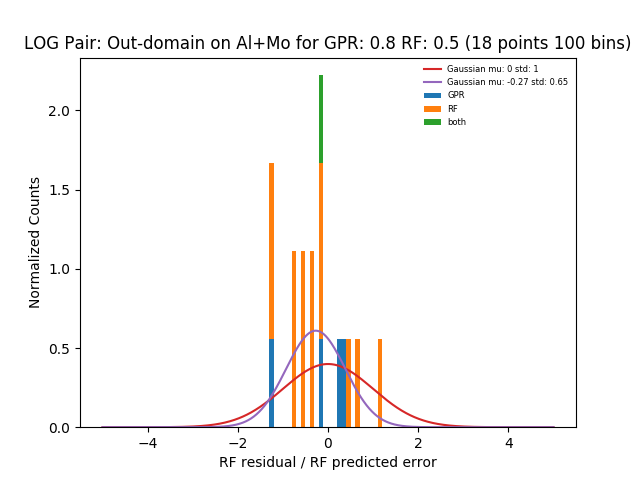 LOG Pair: Out-domain on Al+Mo for GPR: 0.8 RF: 0.5 (18 points 100 bins)
Gaussian mu: 0 std: 1
Gaussian mu: -0.27 std: 0.65
GPR
RF
both
Normalized Counts
2.0
1.5
1.0
0.5
0.0
−4 −2 0 2 4
RF residual / RF predicted error